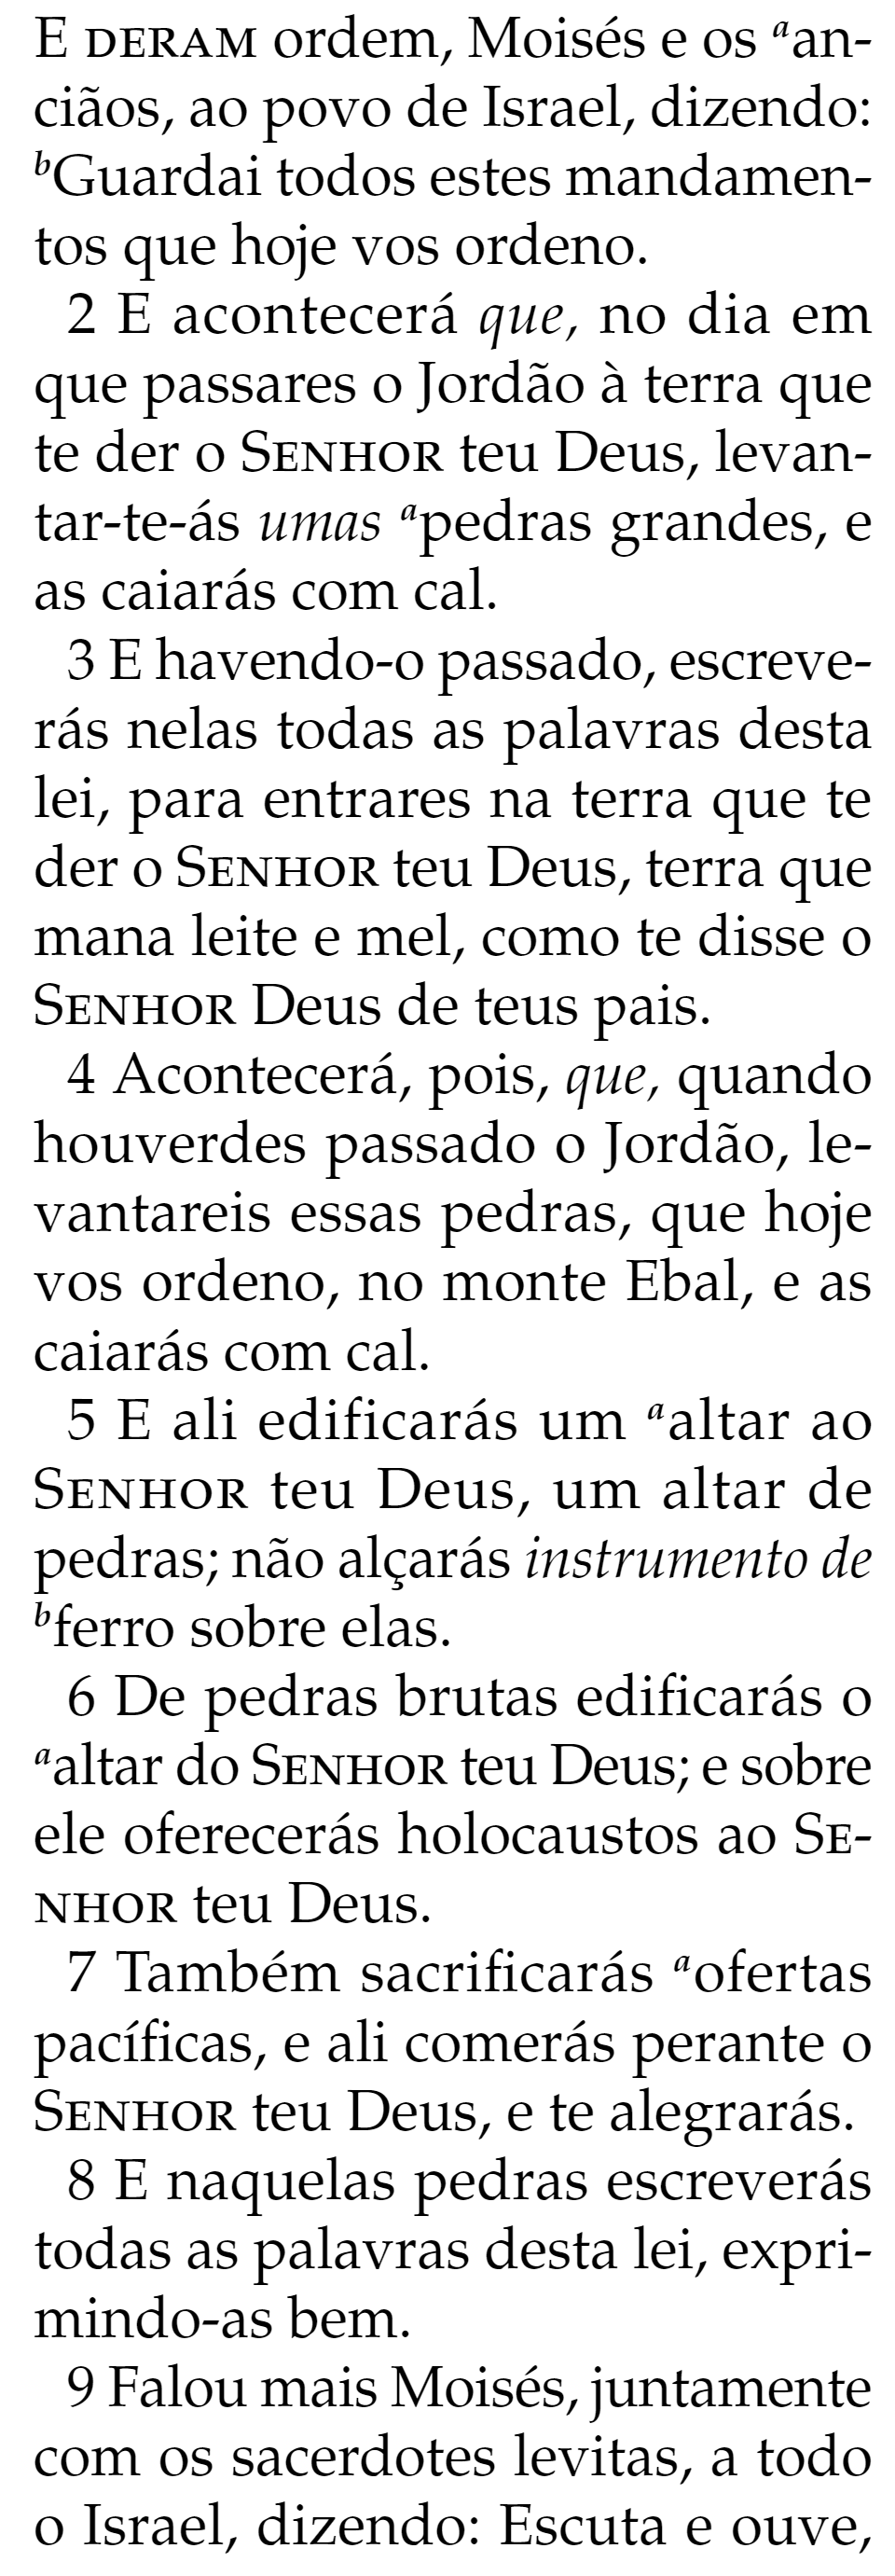 E DERAM ordem, Moisés e os ᵃan-
ciãos, ao povo de Israel, dizendo:
ᵇGuardai todos estes mandamen-
tos que hoje vos ordeno.
2 E acontecerá que, no dia em
que passares o Jordão à terra que
te der o SENHOR teu Deus, levan-
tar-te-ás umas ᵃpedras grandes, e
as caiarás com cal.
3 E havendo-o passado, escreve-
rás nelas todas as palavras desta
lei, para entrares na terra que te
der o SENHOR teu Deus, terra que
mana leite e mel, como te disse o
SENHOR Deus de teus pais.
4 Acontecerá, pois, que, quando
houverdes passado o Jordão, le-
vantareis essas pedras, que hoje
vos ordeno, no monte Ebal, e as
caiarás com cal.
5 E ali edificarás um ᵃaltar ao
SENHOR teu Deus, um altar de
pedras; não alçarás instrumento de
ᵇferro sobre elas.
6 De pedras brutas edificarás o
ᵃaltar do SENHOR teu Deus; e sobre
ele oferecerás holocaustos ao SE-
NHOR teu Deus.
7 Também sacrificarás ᵃofertas
pacíficas, e ali comerás perante o
SENHOR teu Deus, e te alegrarás.
8 E naquelas pedras escreverás
todas as palavras desta lei, expri-
mindo-as bem.
9 Falou mais Moisés, juntamente
com os sacerdotes levitas, a todo
o Israel, dizendo: Escuta e ouve,